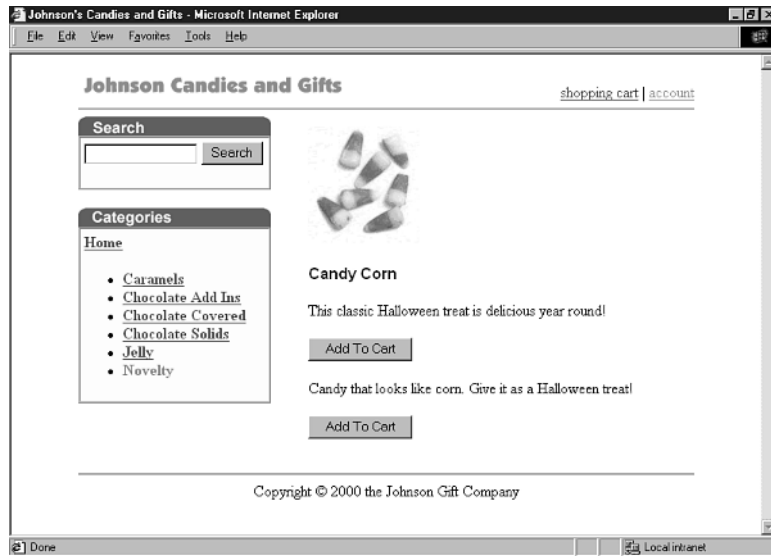 Johnson's Candies and Gifts - Microsoft Internet Explorer
File Edit View Favorites Tools Help
Johnson Candies and Gifts
shopping cart | account
Search
Search
Categories
Home
Caramels
Chocolate Add Ins
Chocolate Covered
Chocolate Solids
Jelly
Novelty
Candy Corn
This classic Halloween treat is delicious year round!
Add To Cart
Candy that looks like corn. Give it as a Halloween treat!
Add To Cart
Copyright © 2000 the Johnson Gift Company
Done
Local intranet